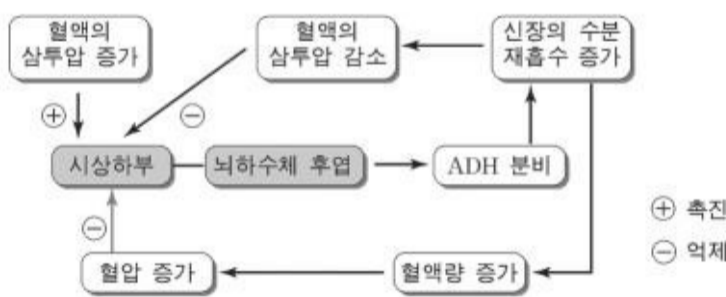 혈액의
삼투압 증가
혈액의
삼투압 감소
신장의 수분
재흡수 증가
⊕
⊖
시상하부
뇌하수체 후엽
ADH 분비
⊖
혈압 증가
혈액량 증가
⊕ 촉진
⊖ 억제